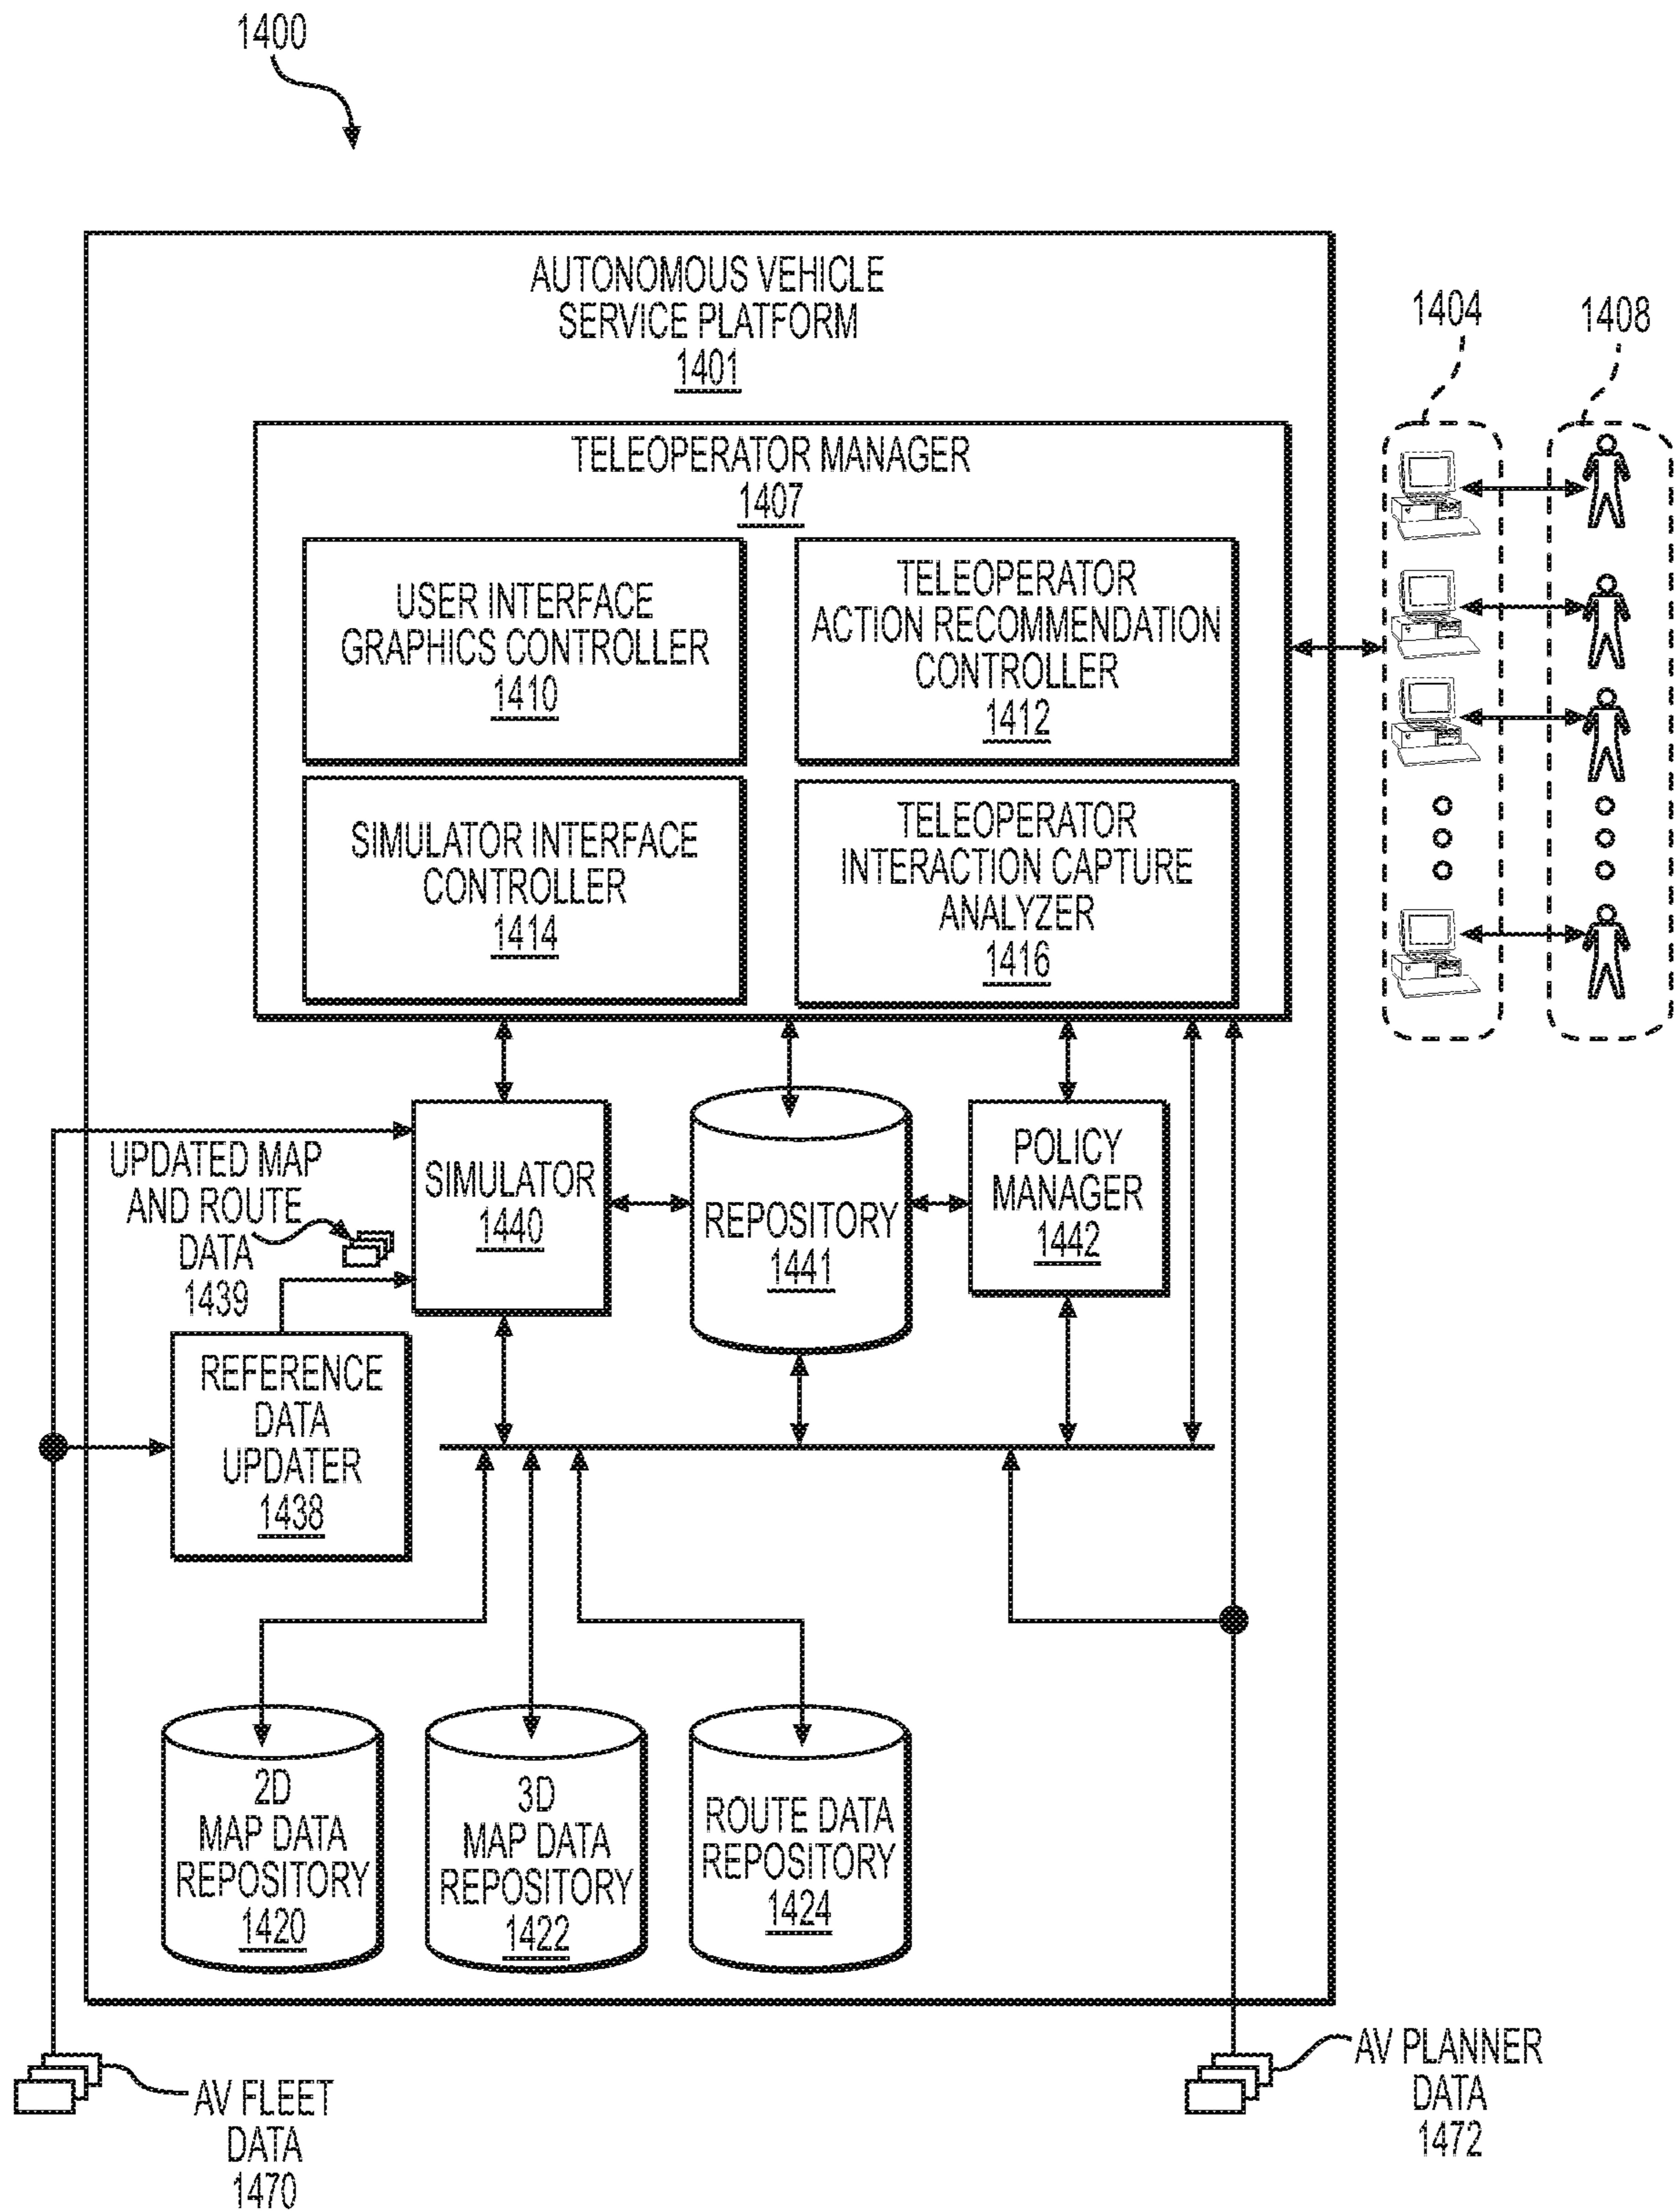 1400
AUTONOMOUS VEHICLE
SERVICE PLATFORM
1401
1404
1408
TELEOPERATOR MANAGER
1407
USER INTERFACE
GRAPHICS CONTROLLER
1410
TELEOPERATOR
ACTION RECOMMENDATION
CONTROLLER
1412
SIMULATOR INTERFACE
CONTROLLER
1414
TELEOPERATOR
INTERACTION CAPTURE
ANALYZER
1416
UPDATED MAP
AND ROUTE
DATA
1439
SIMULATOR
1440
REPOSITORY
1441
POLICY
MANAGER
1442
REFERENCE
DATA
UPDATER
1438
2D
MAP DATA
REPOSITORY
1420
3D
MAP DATA
REPOSITORY
1422
ROUTE DATA
REPOSITORY
1424
AV FLEET
DATA
1470
AV PLANNER
DATA
1472